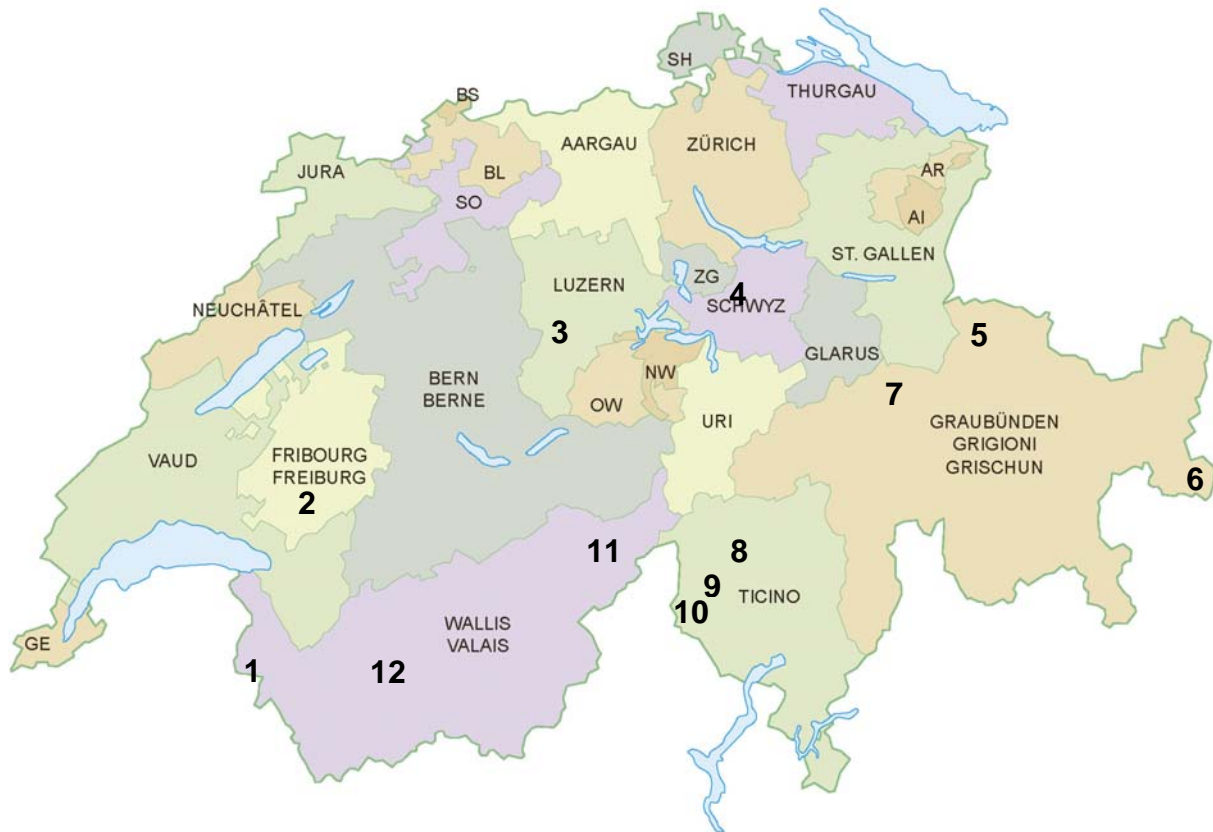 SH
THURGAU
BS
AARGAU
ZÜRICH
JURA
BL
AR
SO
AI
ST. GALLEN
ZG
LUZERN
4
SCHWYZ
NEUCHÂTEL
3
5
GLARUS
BERN
BERNE
NW
7
OW
URI
GRAUBÜNDEN
GRIGIONI
GRISCHUN
VAUD
FRIBOURG
FREIBURG
2
6
11
8
9
TICINO
10
WALLIS
VALAIS
GE
1
12